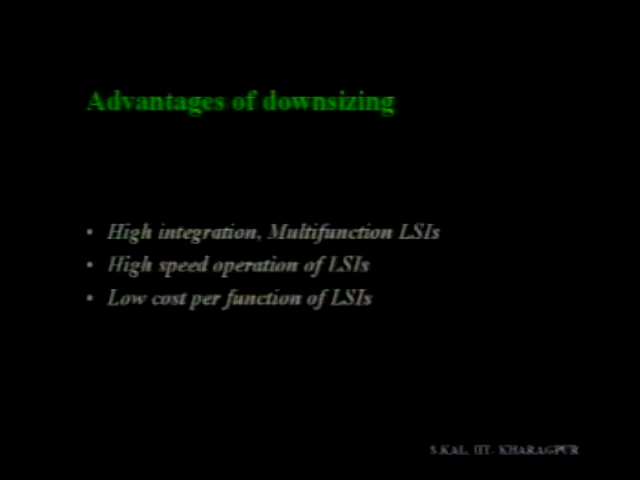 Advantages of downsizing
• High integration, Multifunction LSIs
• High speed operation of LSIs
• Low cost per function of LSIs
S.KAL, IIT- KHARAGPUR